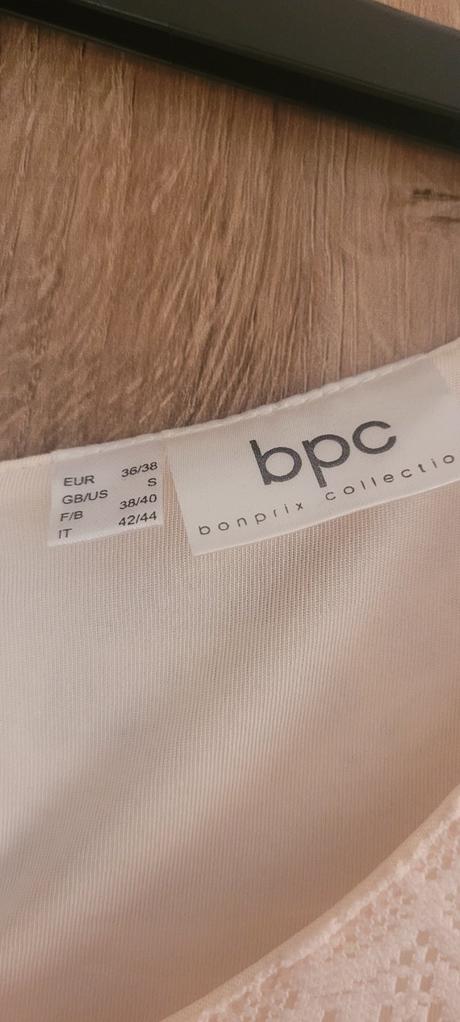 EUR 36/38
GB/US S
F/B 38/40
IT 42/44
bpc
bonprix collectio